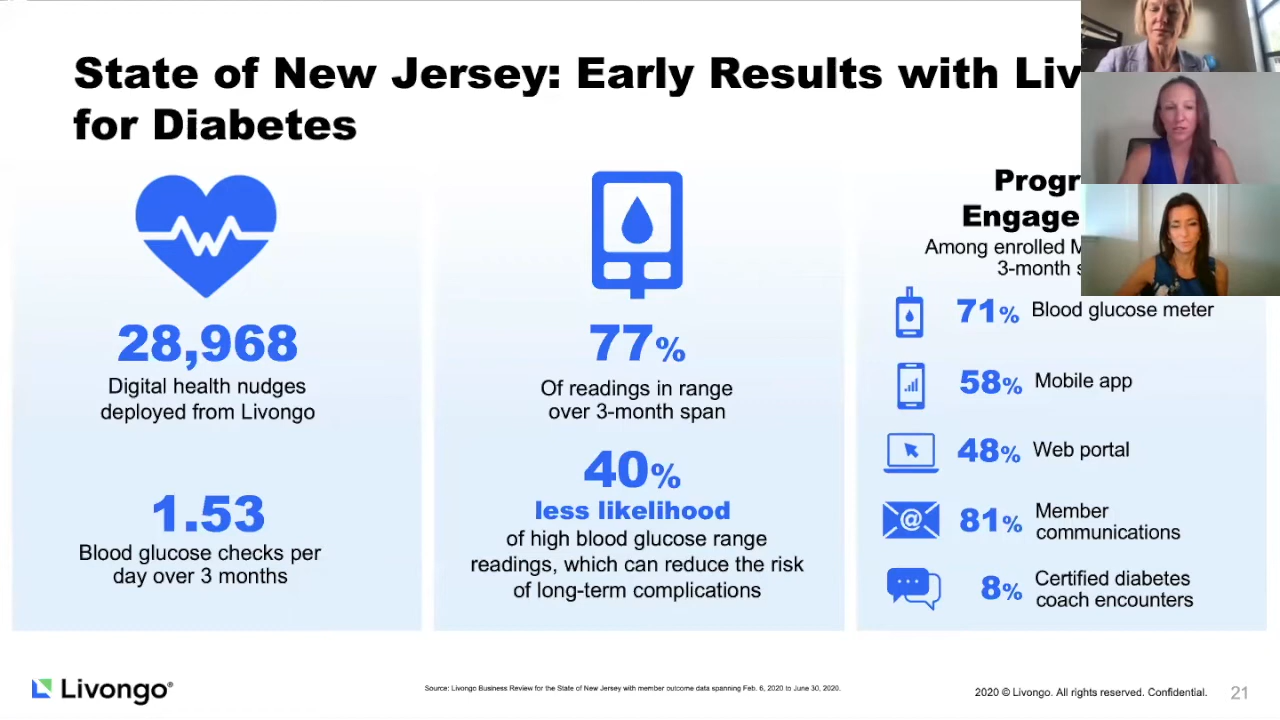 State of New Jersey: Early Results with Liv
for Diabetes
28,968
Digital health nudges
deployed from Livongo
1.53
Blood glucose checks per
day over 3 months
77%
Of readings in range
over 3-month span
40%
less likelihood
of high blood glucose range
readings, which can reduce the risk
of long-term complications
Progr
Engage
Among enrolled M
3-month s
71% Blood glucose meter
58% Mobile app
48% Web portal
81% Member
communications
8% Certified diabetes
coach encounters
Livongo®
Source: Livongo Business Review for the State of New Jersey with member outcome data spanning Feb. 6, 2020 to June 30, 2020.
2020 © Livongo. All rights reserved. Confidential. 21